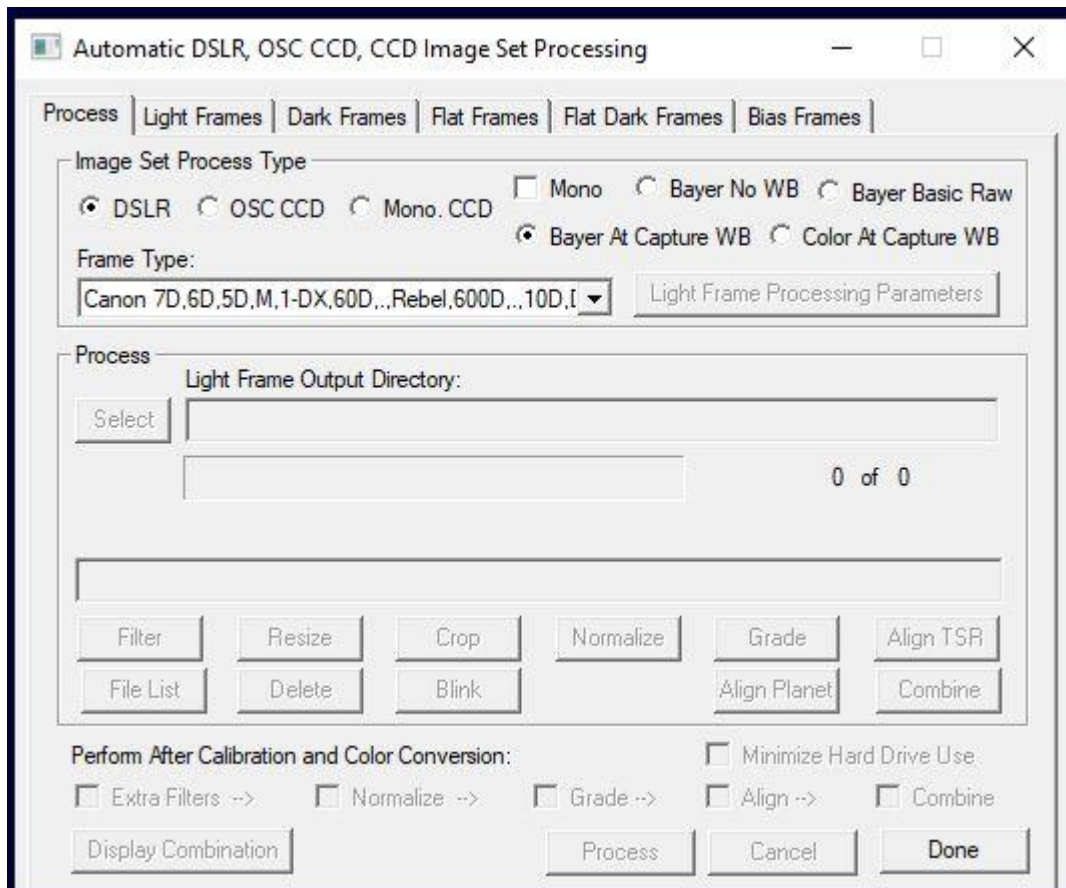 Automatic DSLR, OSC CCD, CCD Image Set Processing
Process Light Frames Dark Frames Flat Frames Flat Dark Frames Bias Frames
Image Set Process Type
DSLR OSC CCD Mono. CCD Mono Bayer No WB Bayer Basic Raw
Bayer At Capture WB Color At Capture WB
Frame Type:
Canon 7D,6D,5D,M,1-DX,60D.,.Rebel,600D.,.,10D, Light Frame Processing Parameters
Process
Light Frame Output Directory:
Select
0 of 0
Filter Resize Crop Normalize Grade Align TSR
File List Delete Blink Align Planet Combine
Perform After Calibration and Color Conversion: Minimize Hard Drive Use
Extra Filters --> Normalize --> Grade --> Align --> Combine
Display Combination Process Cancel Done